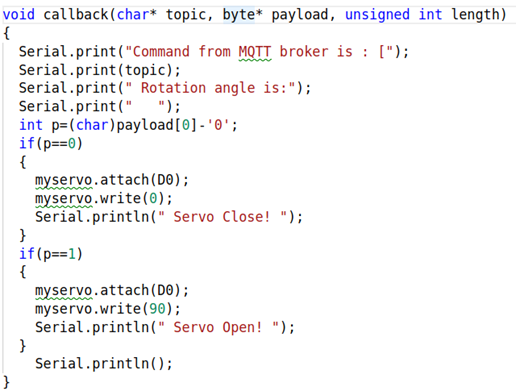 void callback(char* topic, byte* payload, unsigned int length)
{
  Serial.print("Command from MQTT broker is : [");
  Serial.print(topic);
  Serial.print(" Rotation angle is:");
  Serial.print("   ");
  int p=(char)payload[0]-'0';
  if(p==0)
  {
    myservo.attach(D0);
    myservo.write(0);
    Serial.println(" Servo Close! ");
  }
  if(p==1)
  {
    myservo.attach(D0);
    myservo.write(90);
    Serial.println(" Servo Open! ");
  }
    Serial.println();
}